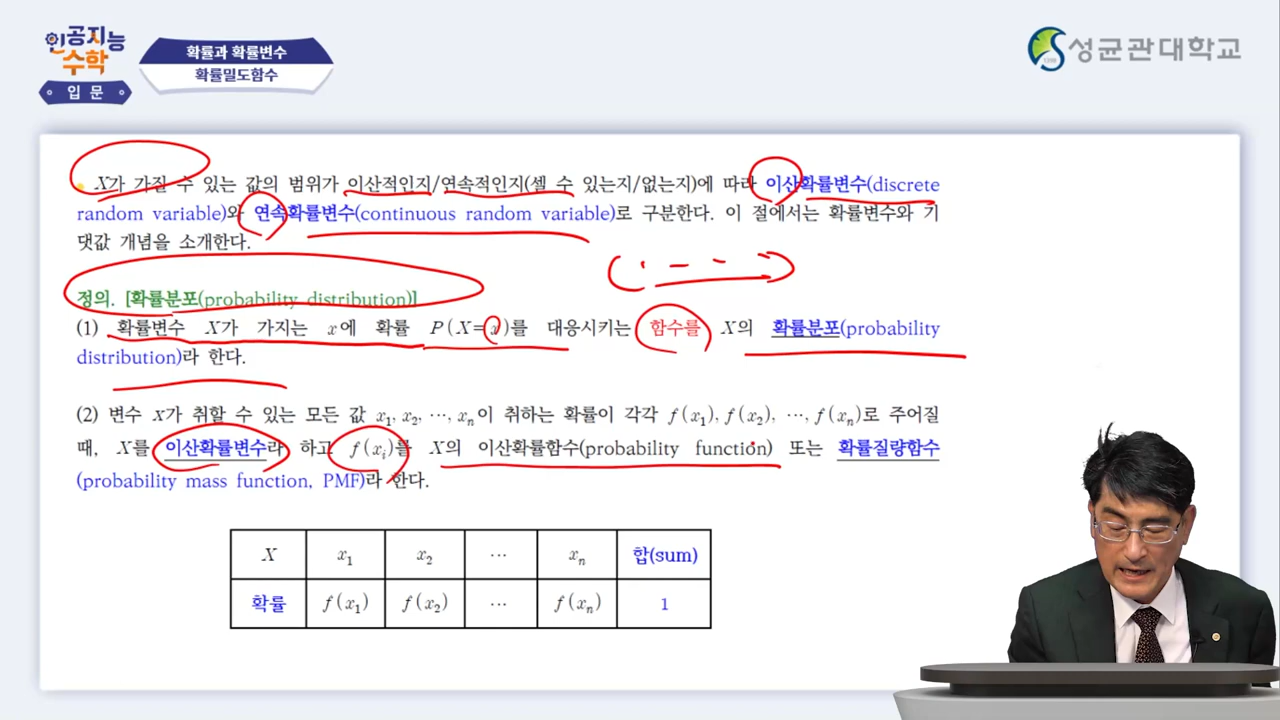 인공지능
수학
입문
확률과 확률변수
확률밀도함수
성균관대학교
X가 가질 수 있는 값의 범위가 이산적인지/연속적인지(셀 수 있는지/없는지)에 따라 이산확률변수(discrete
random variable)와 연속확률변수(continuous random variable)로 구분한다. 이 절에서는 확률변수와 기
댓값 개념을 소개한다.
정의. [확률분포(probability distribution)]
(1) 확률변수 X가 가지는 x에 확률 P(X=x)를 대응시키는 함수를 X의 확률분포(probability
distribution)라 한다.
(2) 변수 X가 취할 수 있는 모든 값 x₁, x₂, ⋯, xₙ이 취하는 확률이 각각 f(x₁), f(x₂), ⋯, f(xₙ)로 주어질
때, X를 이산확률변수라 하고 f(xᵢ)를 X의 이산확률함수(probability function) 또는 확률질량함수
(probability mass function, PMF)라 한다.
X x₁ x₂ ⋯ xₙ 합(sum)
확률 f(x₁) f(x₂) ⋯ f(xₙ) 1